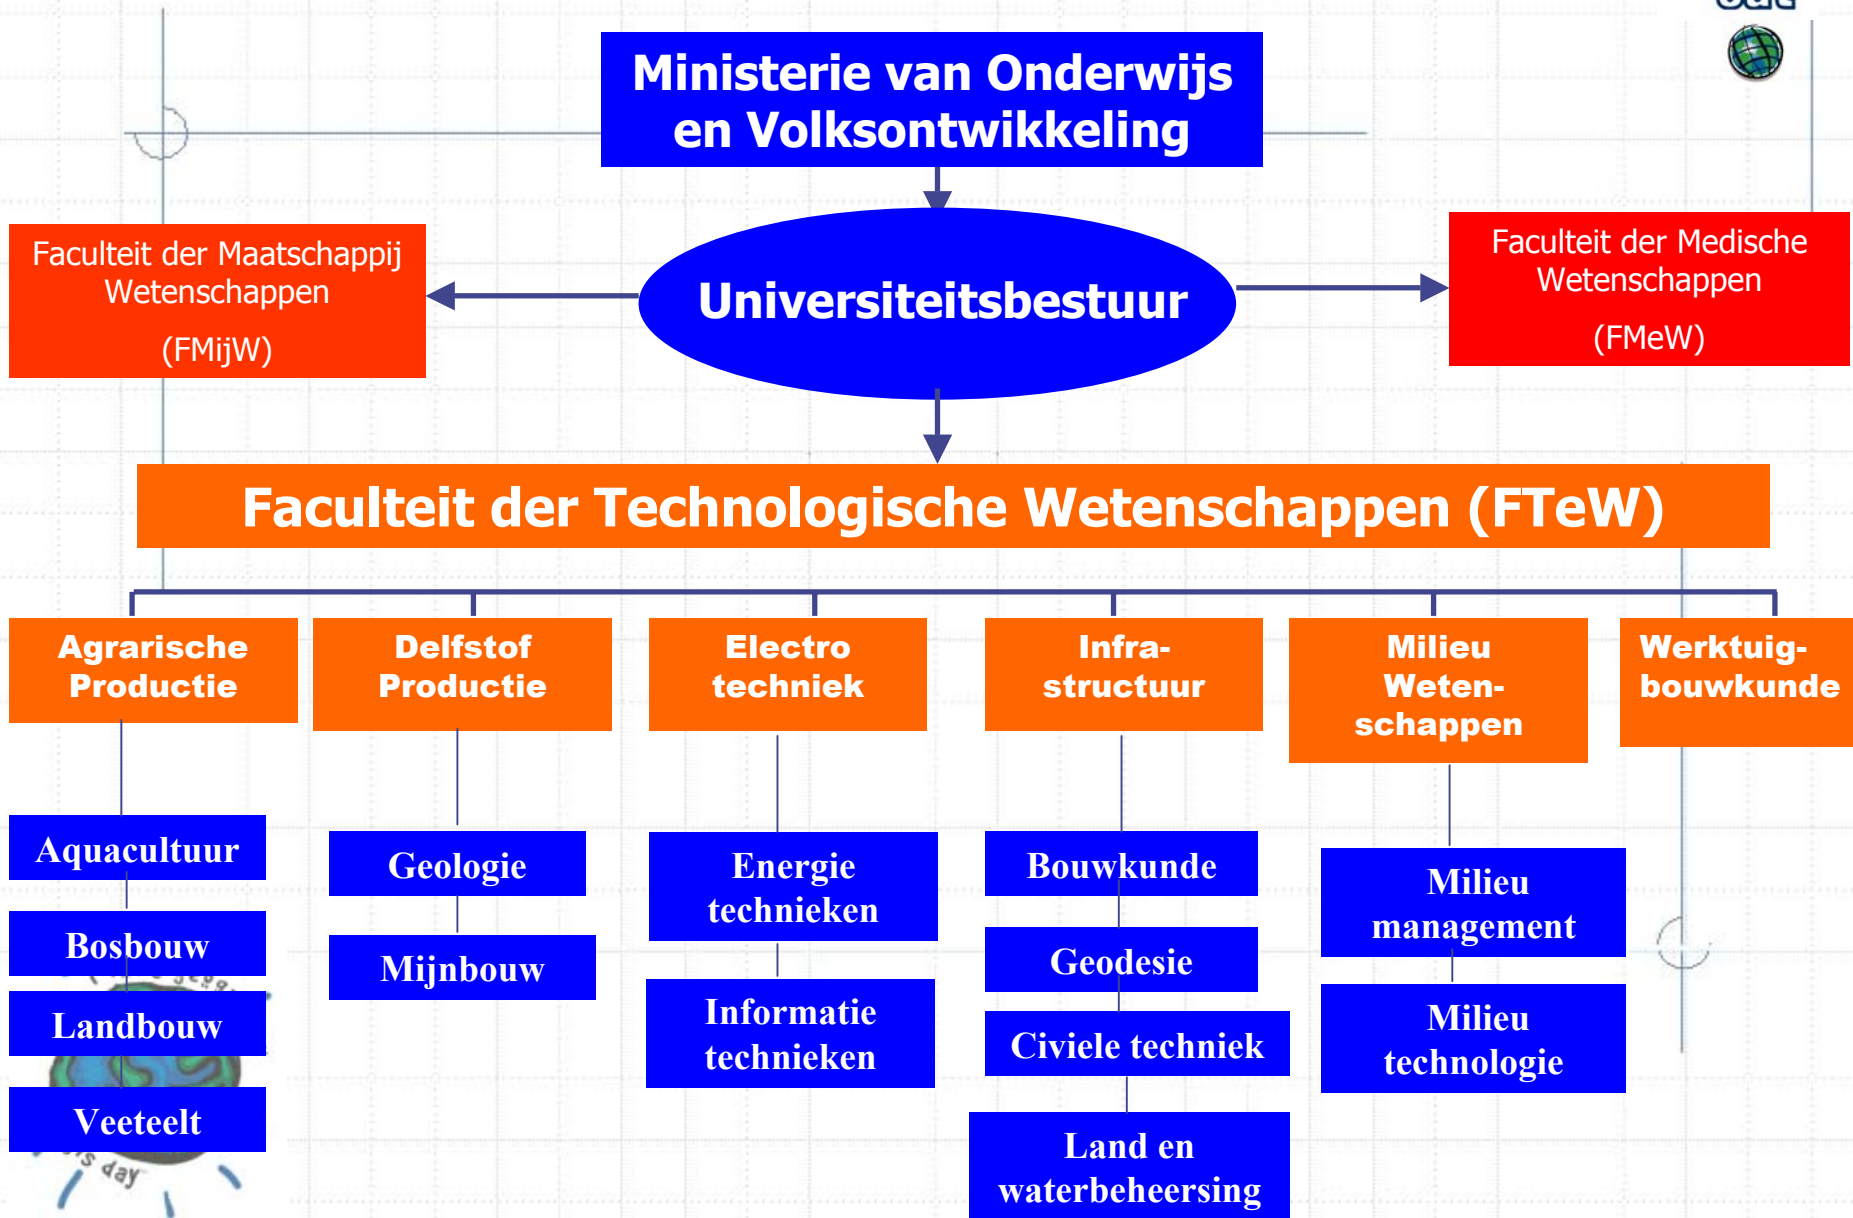 Ministerie van Onderwijs
en Volksontwikkeling
Faculteit der Maatschappij
Wetenschappen
(FMijW)
Universiteitsbestuur
Faculteit der Medische
Wetenschappen
(FMeW)
Faculteit der Technologische Wetenschappen (FTeW)
Agrarische
Productie
Delfstof
Productie
Electro
techniek
Infra-
structuur
Milieu
Weten-
schappen
Werktuig-
bouwkunde
Aquacultuur
Bosbouw
Landbouw
Veeteelt
Geologie
Mijnbouw
Energie
technieken
Informatie
technieken
Bouwkunde
Geodesie
Civiele techniek
Land en
waterbeheersing
Milieu
management
Milieu
technologie
day